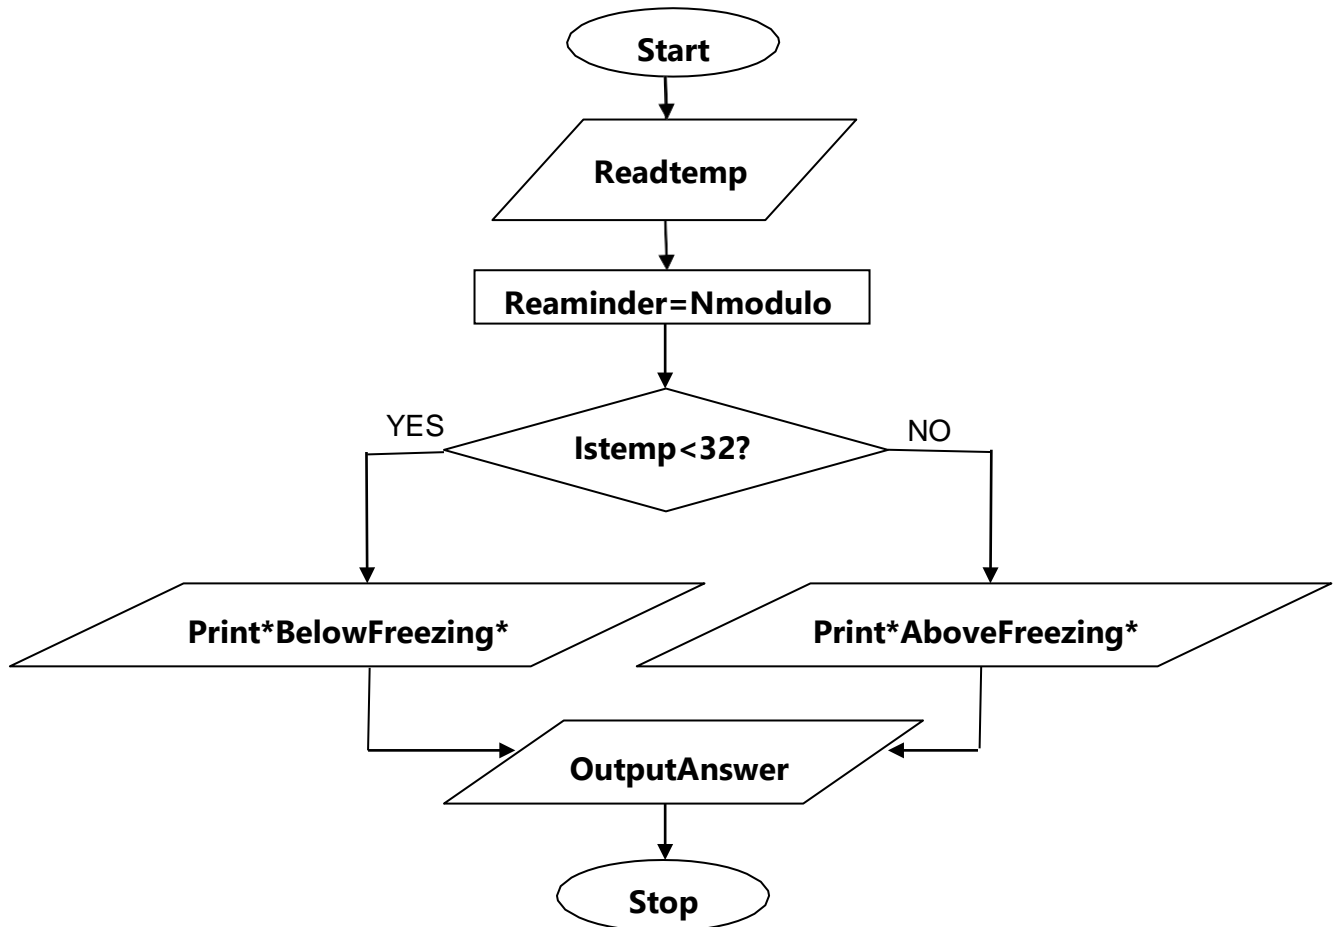 Start
Readtemp
Reaminder=Nmodulo
Istemp<32?
YES
NO
Print*BelowFreezing*
Print*AboveFreezing*
OutputAnswer
Stop